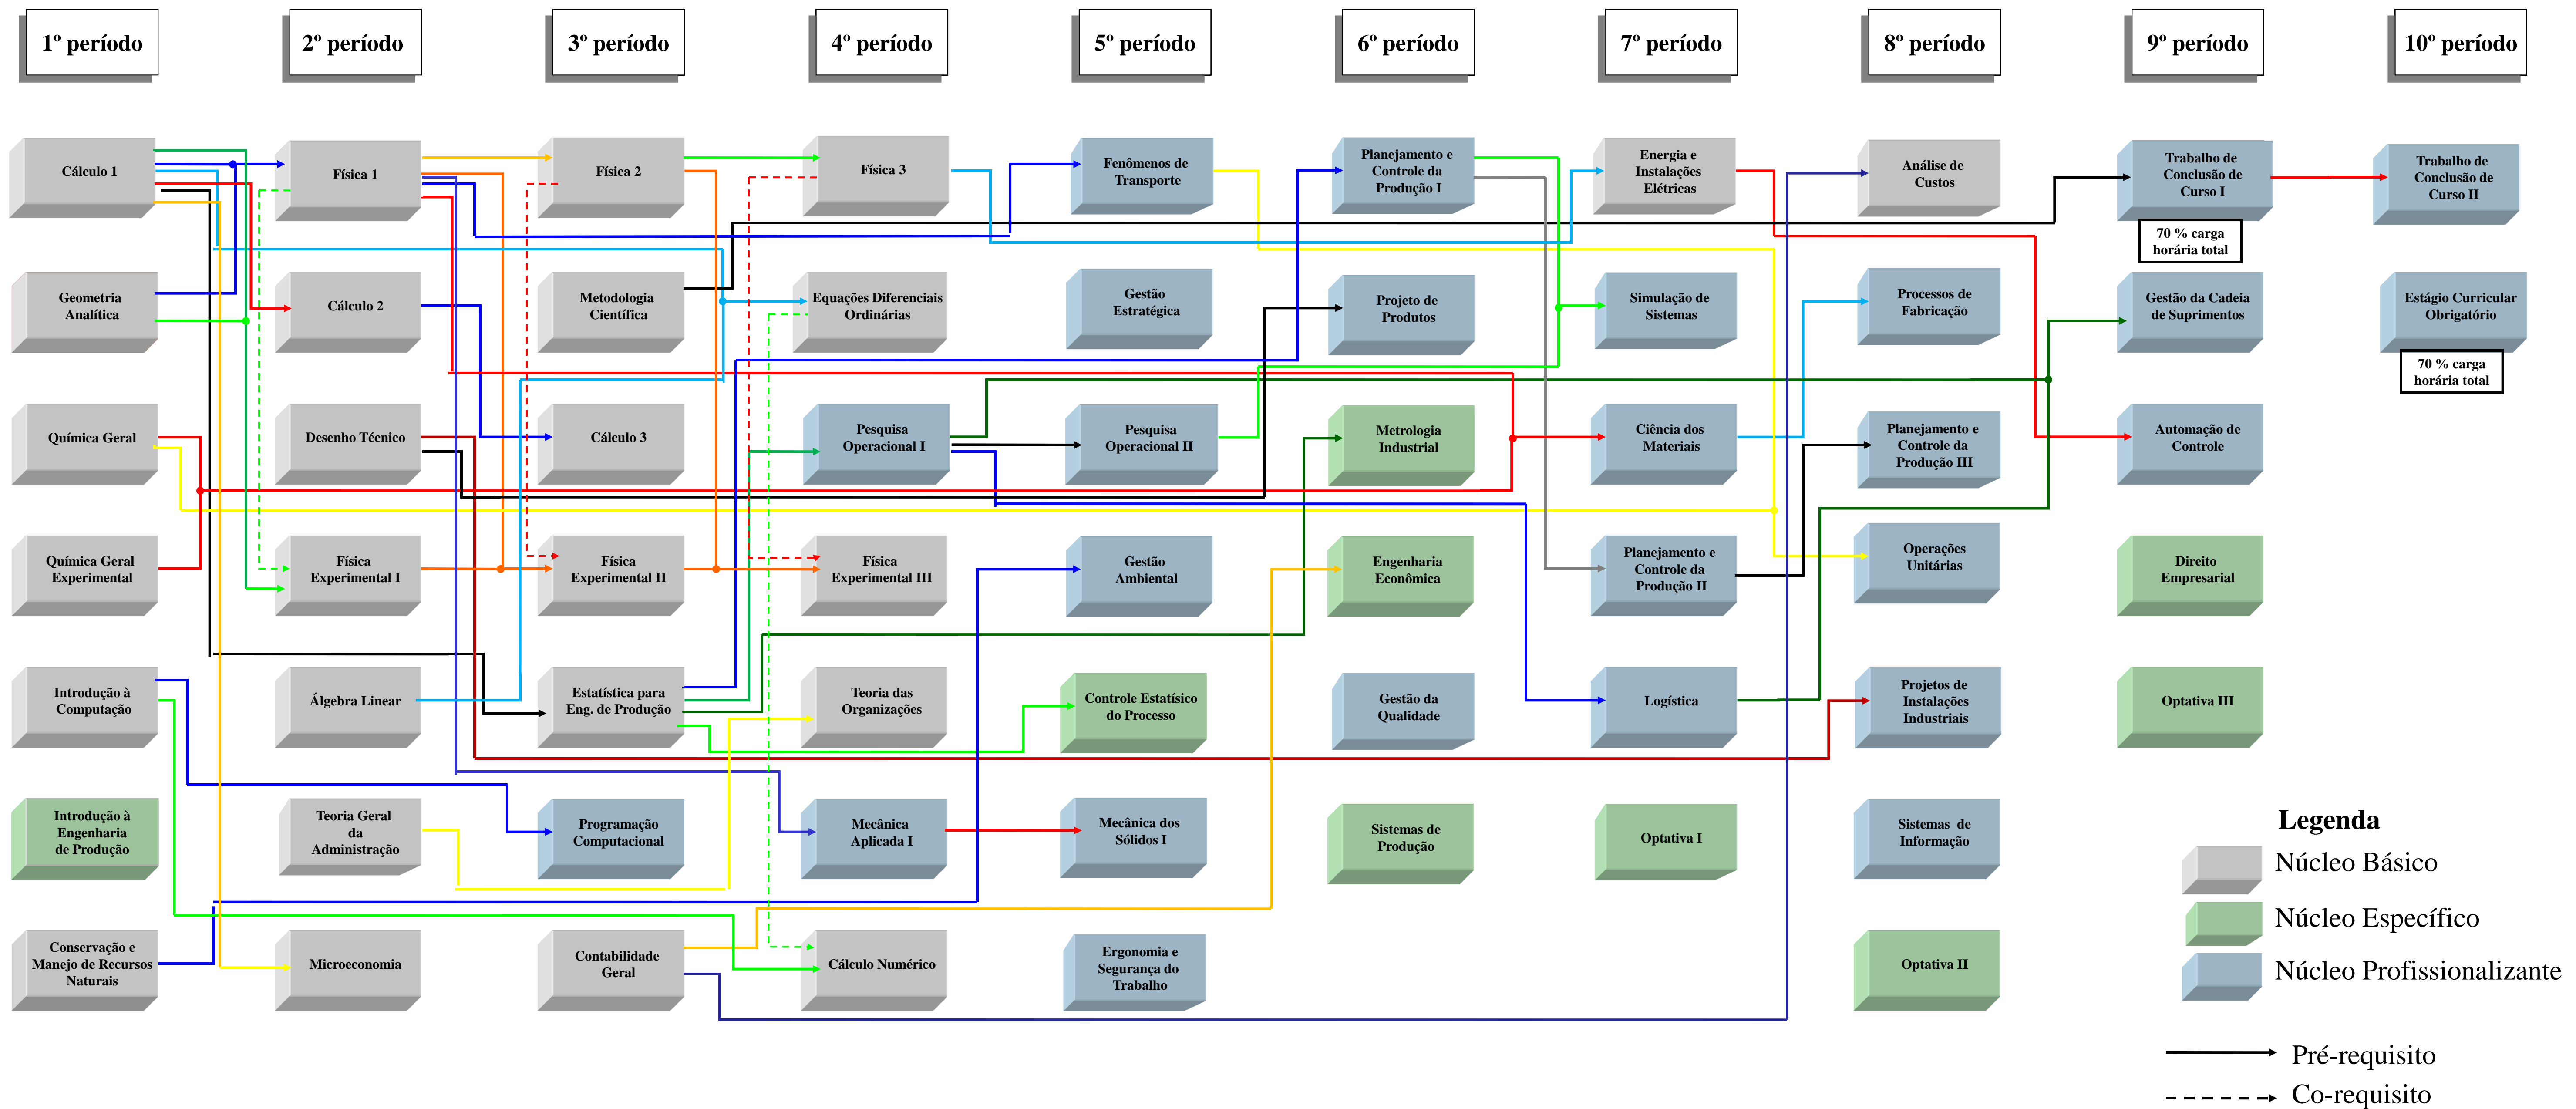 1º período
2º período
3º período
4º período
5º período
6º período
7º período
8º período
9º período
10º período
Cálculo 1
Física 1
Física 2
Física 3
Fenômenos de
Transporte
Planejamento e
Controle da
Produção I
Energia e
Instalações
Elétricas
Análise de
Custos
Trabalho de
Conclusão de
Curso I
70 % carga
horária total
Trabalho de
Conclusão de
Curso II
Geometria
Analítica
Cálculo 2
Metodologia
Científica
Equações Diferenciais
Ordinárias
Gestão
Estratégica
Projeto de
Produtos
Simulação de
Sistemas
Processos de
Fabricação
Gestão da Cadeia
de Suprimentos
Estágio Curricular
Obrigatório
70 % carga
horária total
Química Geral
Desenho Técnico
Cálculo 3
Pesquisa
Operacional I
Pesquisa
Operacional II
Metrologia
Industrial
Ciência dos
Materiais
Planejamento e
Controle da
Produção III
Automação de
Controle
Química Geral
Experimental
Física
Experimental I
Física
Experimental II
Física
Experimental III
Gestão
Ambiental
Engenharia
Econômica
Planejamento e
Controle da
Produção II
Operações
Unitárias
Direito
Empresarial
Introdução à
Computação
Álgebra Linear
Estatística para
Eng. de Produção
Teoria das
Organizações
Controle Estatísico
do Processo
Gestão da
Qualidade
Logística
Projetos de
Instalações
Industriais
Optativa III
Introdução à
Engenharia
de Produção
Teoria Geral
da
Administração
Programação
Computacional
Mecânica
Aplicada I
Mecânica dos
Sólidos I
Sistemas de
Produção
Optativa I
Sistemas de
Informação
Conservação e
Manejo de Recursos
Naturais
Microeconomia
Contabilidade
Geral
Cálculo Numérico
Ergonomia e
Segurança do
Trabalho
Optativa II
Legenda
Núcleo Básico
Núcleo Específico
Núcleo Profissionalizante
Pré-requisito
Co-requisito